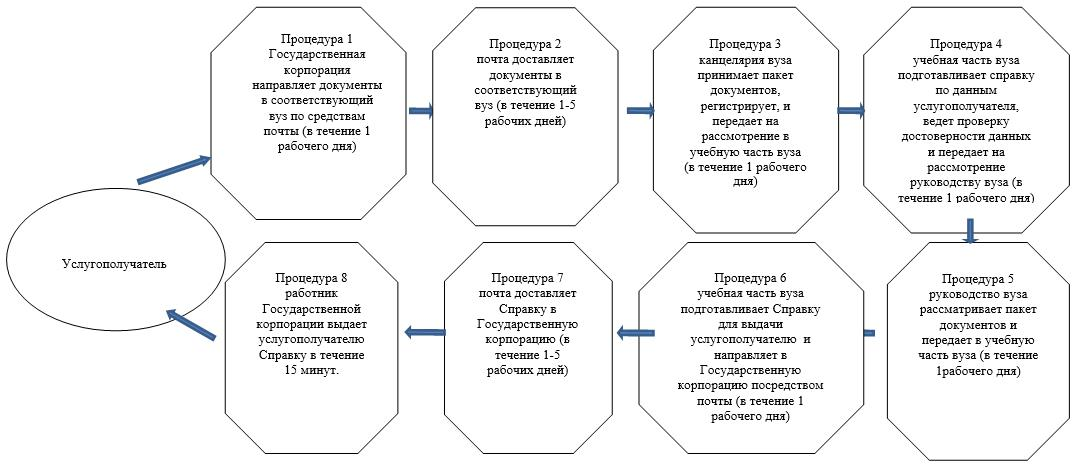 Процедура 1
Государственная
корпорация
направляет документы
в соответствующий
вуз по средствам
почты (в течение 1
рабочего дня)
Процедура 2
почта доставляет
документы в
соответствующий
вуз (в течение 1-5
рабочих дней)
Процедура 3
канцелярия вуза
принимает пакет
документов,
регистрирует, и
передает на
рассмотрение в
учебную часть вуза
(в течение 1 рабочего
дня)
Процедура 4
учебная часть вуза
подготавливает справку
по данным
услугополучателя,
ведет проверку
достоверности данных
и передает на
рассмотрение
руководству вуза (в
течение 1 рабочего дня)
Процедура 5
руководство вуза
рассматривает пакет
документов и
передает в учебную
часть вуза (в течение
1рабочего дня)
Процедура 6
учебная часть вуза
подготавливает Справку
для выдачи
услугополучателю и
направляет в
Государственную
корпорацию посредством
почты (в течение 1
рабочего дня)
Процедура 7
почта доставляет
Справку в
Государственную
корпорацию (в
течение 1-5
рабочих дней)
Процедура 8
работник
Государственной
корпорации выдает
услугополучателю
Справку в течение
15 минут.
Услугополучатель